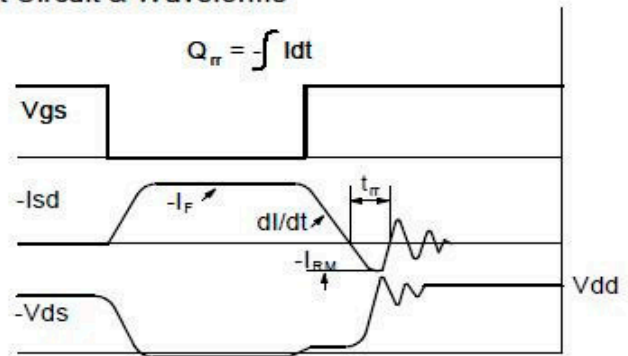 Q_rr = -∫ Idt
Vgs
t_rr
-Isd
-I_F
dI/dt
-I_RM
Vdd
-Vds